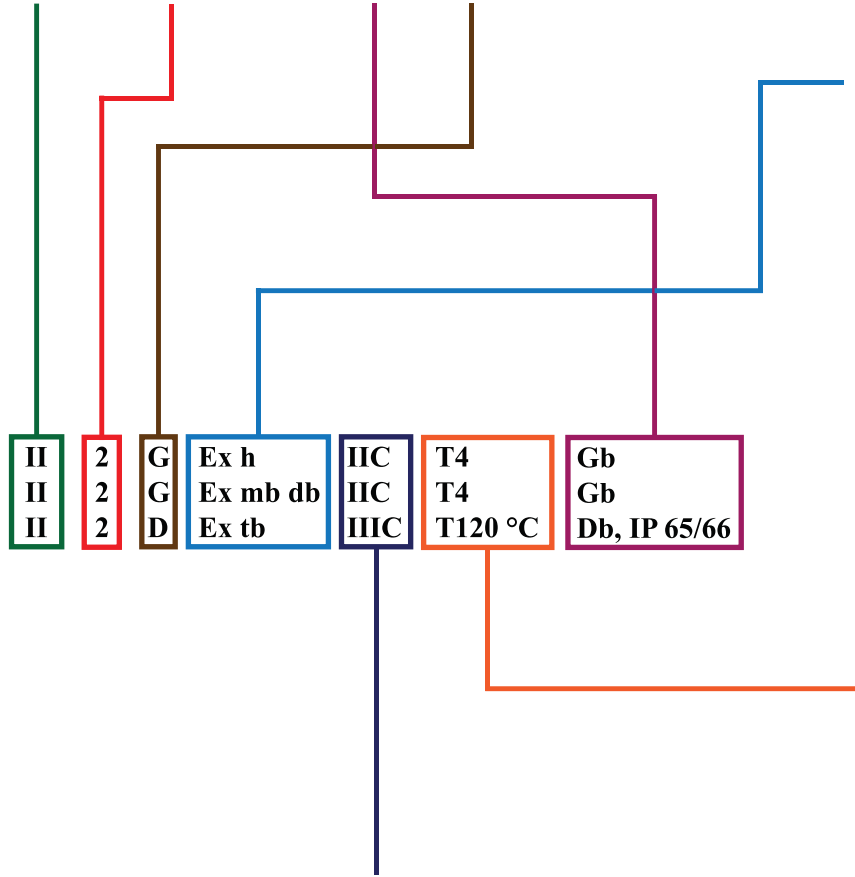 II 2 G Ex h IIC T4 Gb
II 2 G Ex mb db IIC T4 Gb
II 2 D Ex tb IIIC T120 °C Db, IP 65/66